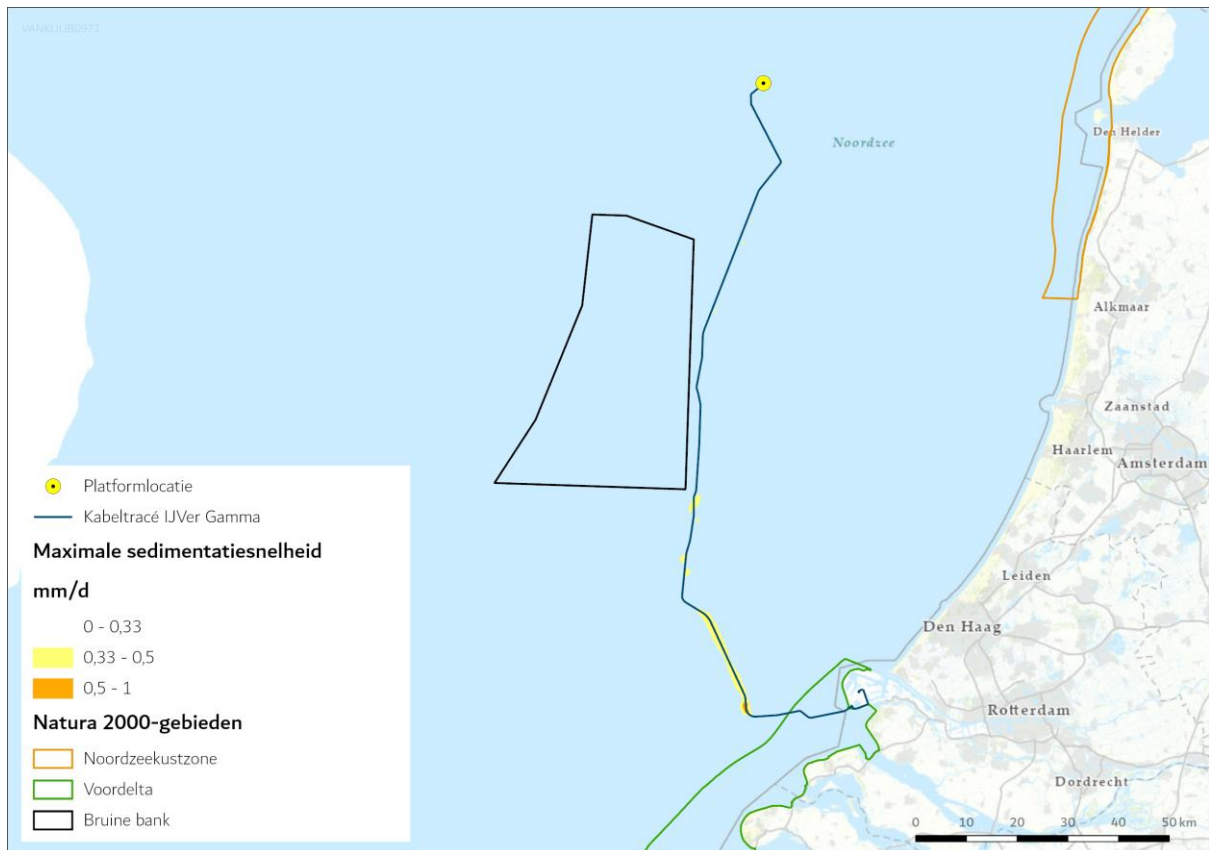 VANKUUB0971
Noordzee
Den Helder
Alkmaar
Zaanstad
Haarlem
Amsterdam
Leiden
Den Haag
Rotterdam
Dordrecht
Platformlocatie
Kabeltracé IJVer Gamma
Maximale sedimentatiesnelheid
mm/d
0 - 0,33
0,33 - 0,5
0,5 - 1
Natura 2000-gebieden
Noordzeekustzone
Voordelta
Bruine bank
0 10 20 30 40 50 km